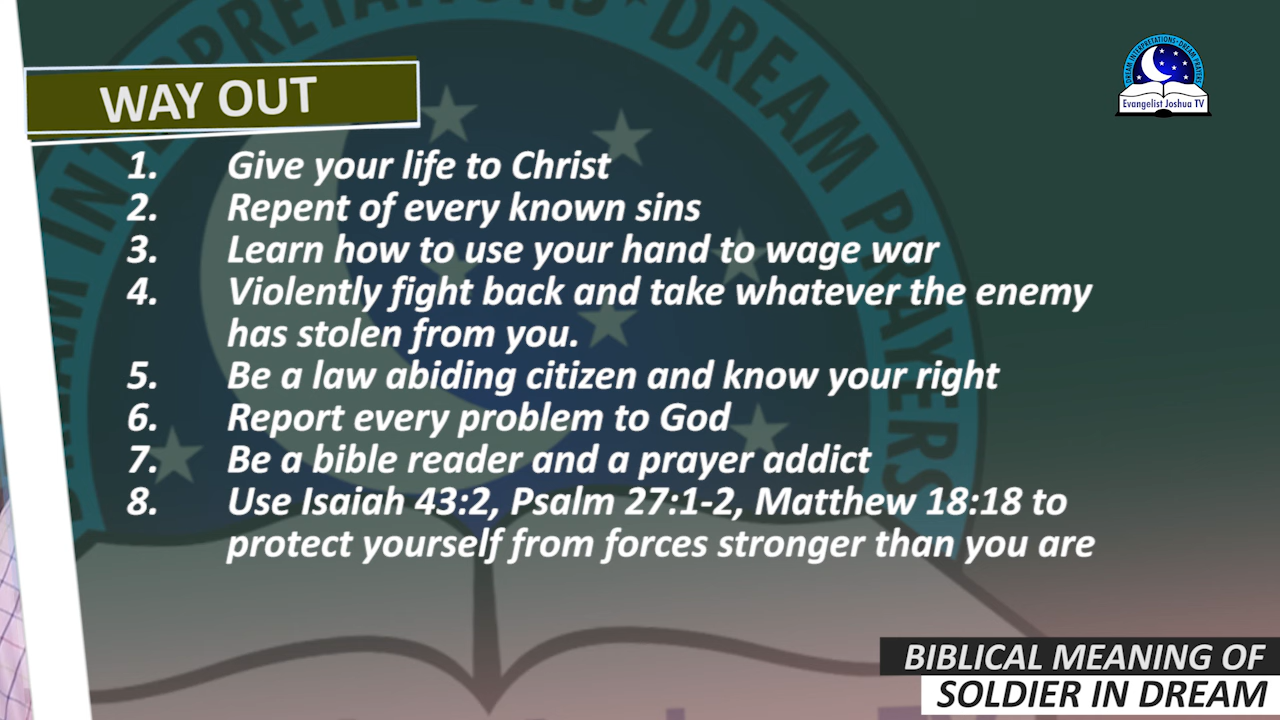 DREAM INTERPRETATIONS * DREAM PRAYERS
Evangelist Joshua TV
WAY OUT
1. Give your life to Christ
2. Repent of every known sins
3. Learn how to use your hand to wage war
4. Violently fight back and take whatever the enemy
has stolen from you.
5. Be a law abiding citizen and know your right
6. Report every problem to God
7. Be a bible reader and a prayer addict
8. Use Isaiah 43:2, Psalm 27:1-2, Matthew 18:18 to
protect yourself from forces stronger than you are
BIBLICAL MEANING OF
SOLDIER IN DREAM